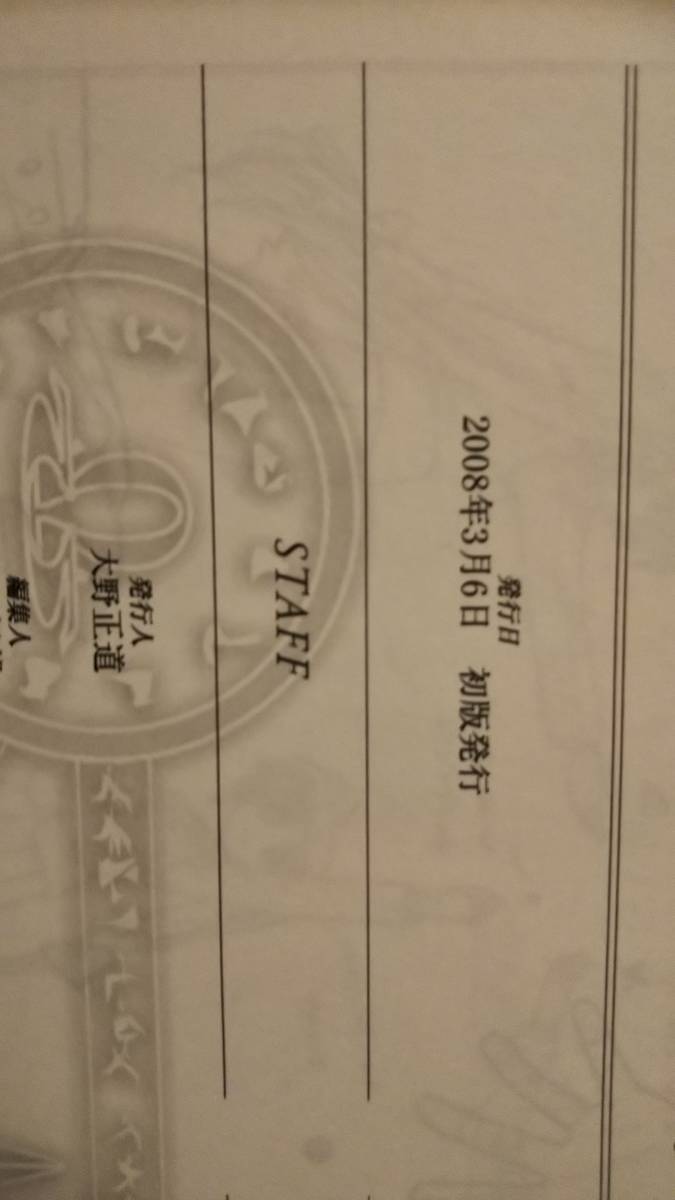 発行日
2008年3月6日 初版発行
STAFF
発行人
大野正道
編集人